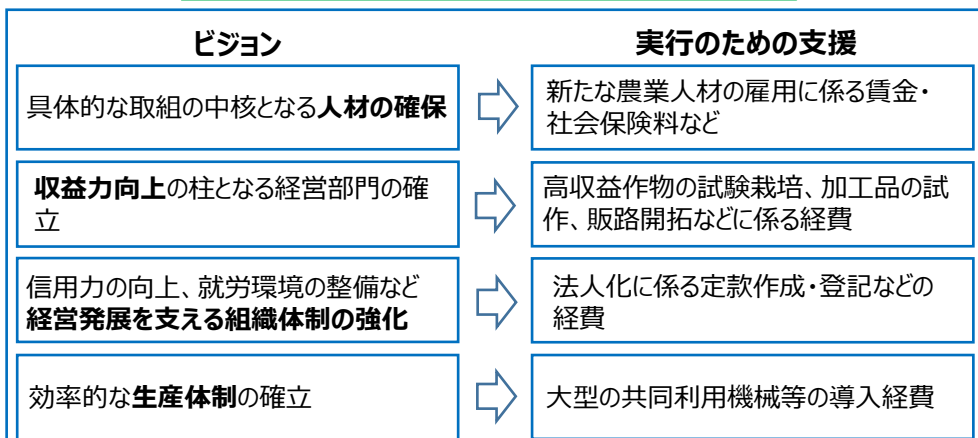 ビジョン
実行のための支援
具体的な取組の中核となる人材の確保
新たな農業人材の雇用に係る賃金・
社会保険料など
収益力向上の柱となる経営部門の確
立
高収益作物の試験栽培、加工品の試
作、販路開拓などに係る経費
信用力の向上、就労環境の整備など
経営発展を支える組織体制の強化
法人化に係る定款作成・登記などの
経費
効率的な生産体制の確立
大型の共同利用機械等の導入経費